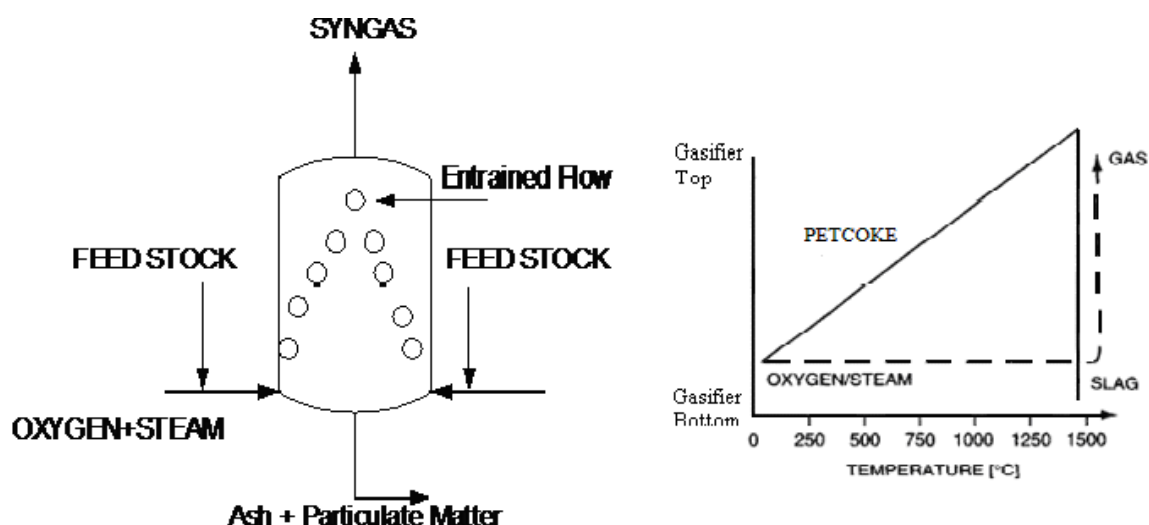 SYNGAS
Entrained Flow
FEED STOCK
FEED STOCK
OXYGEN+STEAM
Ash + Particulate Matter
Gasifier
Top
GAS
PETCOKE
OXYGEN/STEAM
SLAG
Gasifier
Bottom
0 250 500 750 1000 1250 1500
TEMPERATURE [°C]